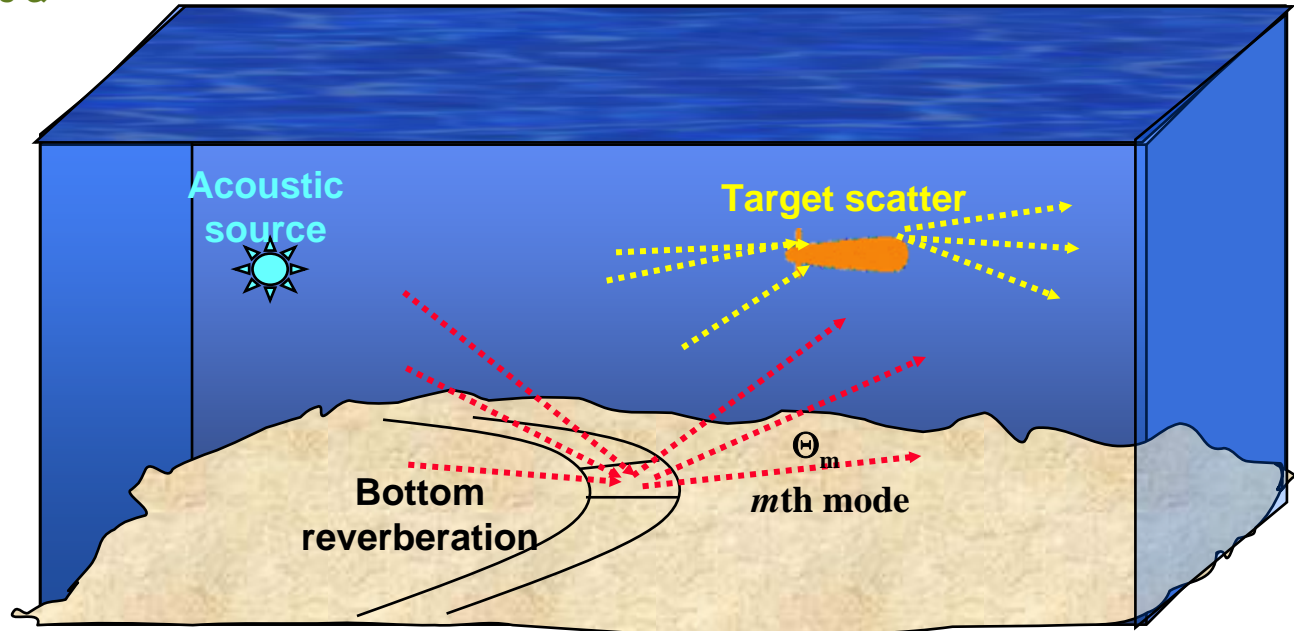 Acoustic
source
Target scatter
Θm
mth mode
Bottom
reverberation